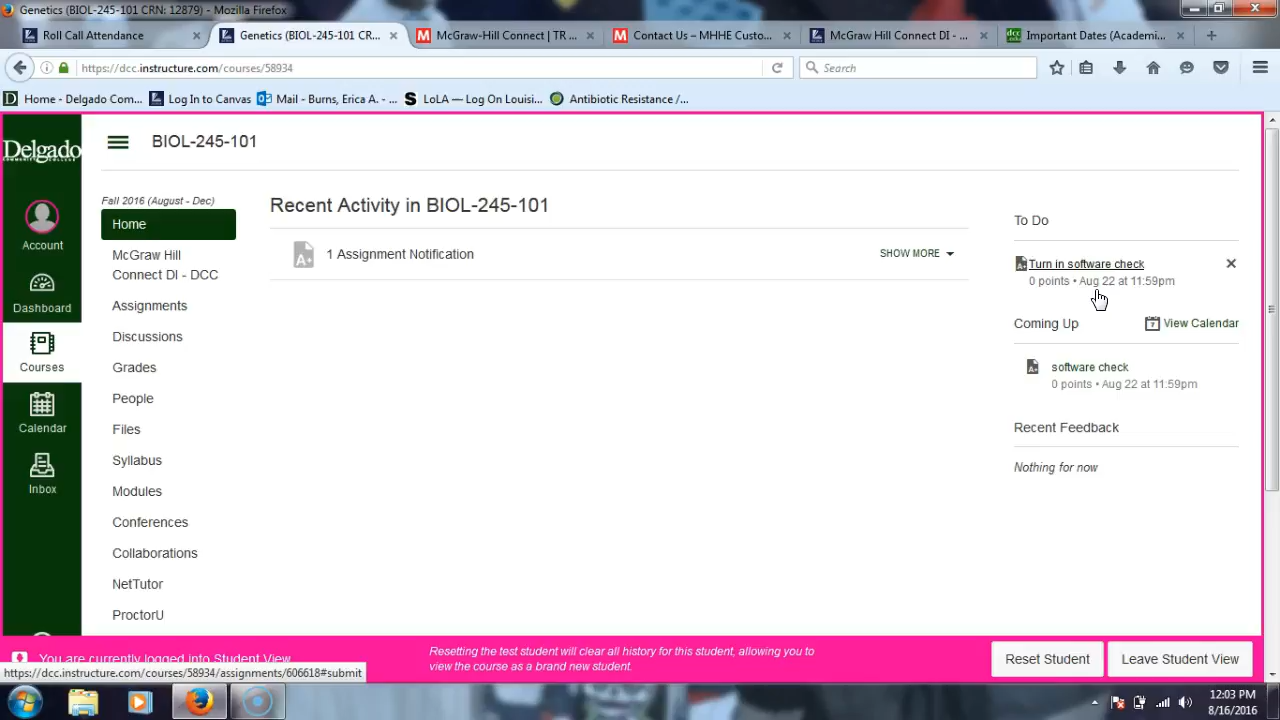 Genetics (BIOL-245-101 CRN: 12879) - Mozilla Firefox
Roll Call Attendance
Genetics (BIOL-245-101 CR...
McGraw-Hill Connect | TR ...
Contact Us – MHHE Custo...
McGraw Hill Connect DI - ...
Important Dates (Academi...
https://dcc.instructure.com/courses/58934
Search
Home - Delgado Com...
Log In to Canvas
Mail - Burns, Erica A. - ...
LoLA — Log On Louisi...
Antibiotic Resistance /...
Delgado
BIOL-245-101
Account
Dashboard
Courses
Calendar
Inbox
Fall 2016 (August - Dec)
Home
McGraw Hill
Connect DI - DCC
Assignments
Discussions
Grades
People
Files
Syllabus
Modules
Conferences
Collaborations
NetTutor
ProctorU
Recent Activity in BIOL-245-101
1 Assignment Notification
SHOW MORE
To Do
Turn in software check
0 points • Aug 22 at 11:59pm
Coming Up
View Calendar
software check
0 points • Aug 22 at 11:59pm
Recent Feedback
Nothing for now
You are currently logged into Student View
Resetting the test student will clear all history for this student, allowing you to
view the course as a brand new student.
Reset Student
Leave Student View
https://dcc.instructure.com/courses/58934/assignments/606618#submit
12:03 PM
8/16/2016